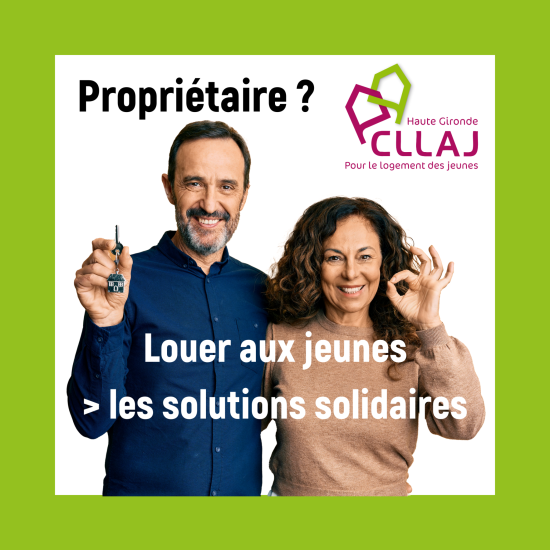 Propriétaire ?
Haute Gironde
CLLAJ
Pour le logement des jeunes
Louer aux jeunes
> les solutions solidaires